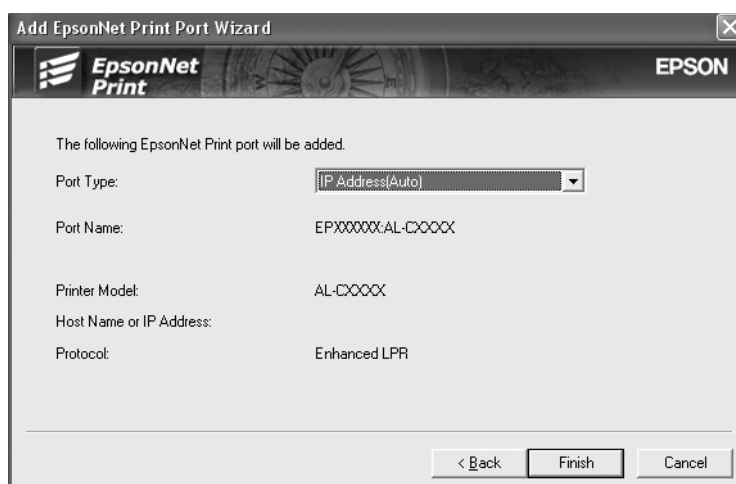 Add EpsonNet Print Port Wizard
EpsonNet
Print
EPSON
The following EpsonNet Print port will be added.
Port Type: IP Address(Auto)
Port Name: EPXXXXXX:AL-CXXXX
Printer Model: AL-CXXXX
Host Name or IP Address:
Protocol: Enhanced LPR
< Back Finish Cancel